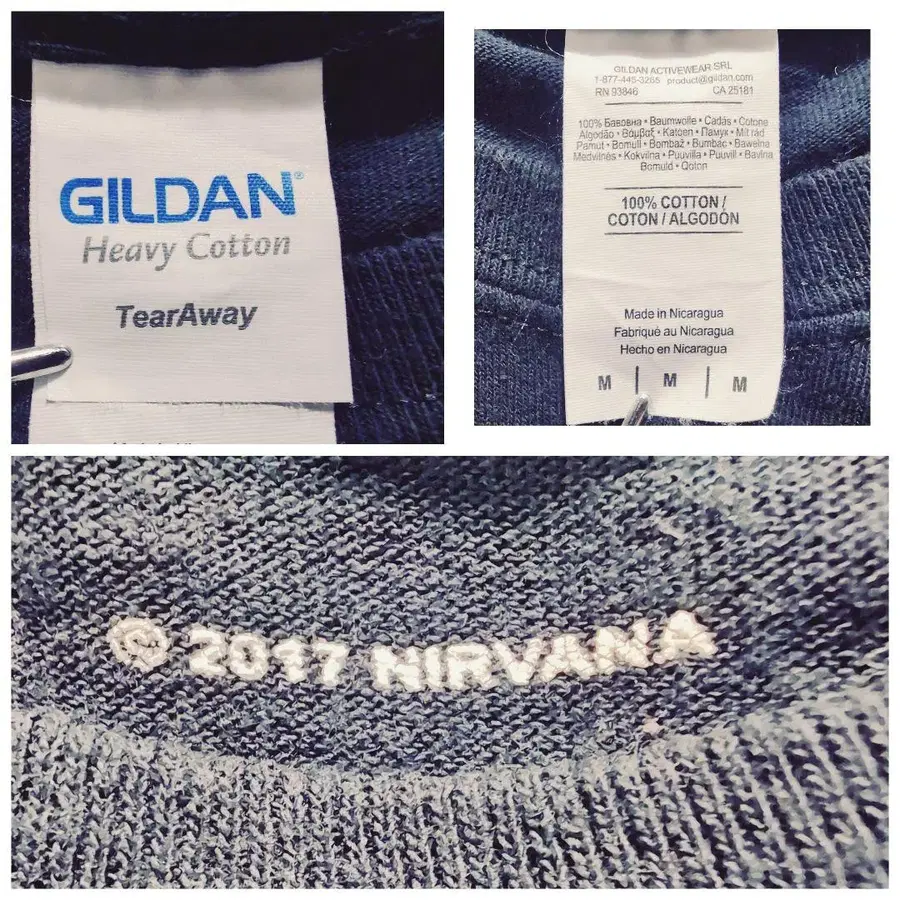 GILDAN®
Heavy Cotton
TearAway
GILDAN ACTIVEWEAR SRL
1-877-445-3265 product@gildan.com
RN 93846 CA 25181
100% Бавовна • Baumwolle • Cadás • Cotone
Algodão • Βάμβαξ • Katoen • Памук • Mit rád
Pamut • Bomull • Bombaž • Bumbac • Bawełna
Medvilnės • Kokvilna • Puuvilla • Puuvill • Bavlna
Bomuld • Qoton
100% COTTON /
COTON / ALGODÓN
Made in Nicaragua
Fabriqué au Nicaragua
Hecho en Nicaragua
M | M | M
© 2017 NIRVANA